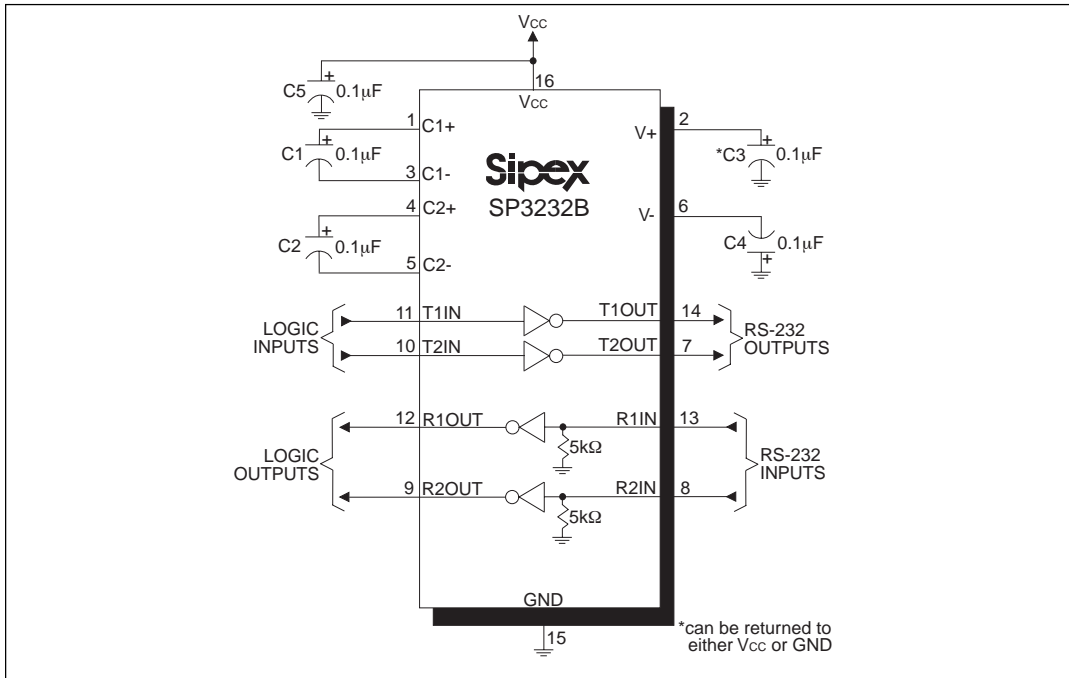 VCC
C5
+
0.1µF
16
VCC
1
C1+
C1
+
0.1µF
3
C1-
4
C2+
C2
+
0.1µF
5
C2-
Sipex
SP3232B
V+
2
*C3
+
0.1µF
V-
6
C4
0.1µF
+
LOGIC
INPUTS
11
T1IN
T1OUT
14
10
T2IN
T2OUT
7
RS-232
OUTPUTS
LOGIC
OUTPUTS
12
R1OUT
R1IN
13
5kΩ
9
R2OUT
R2IN
8
5kΩ
RS-232
INPUTS
GND
15
*can be returned to
either VCC or GND